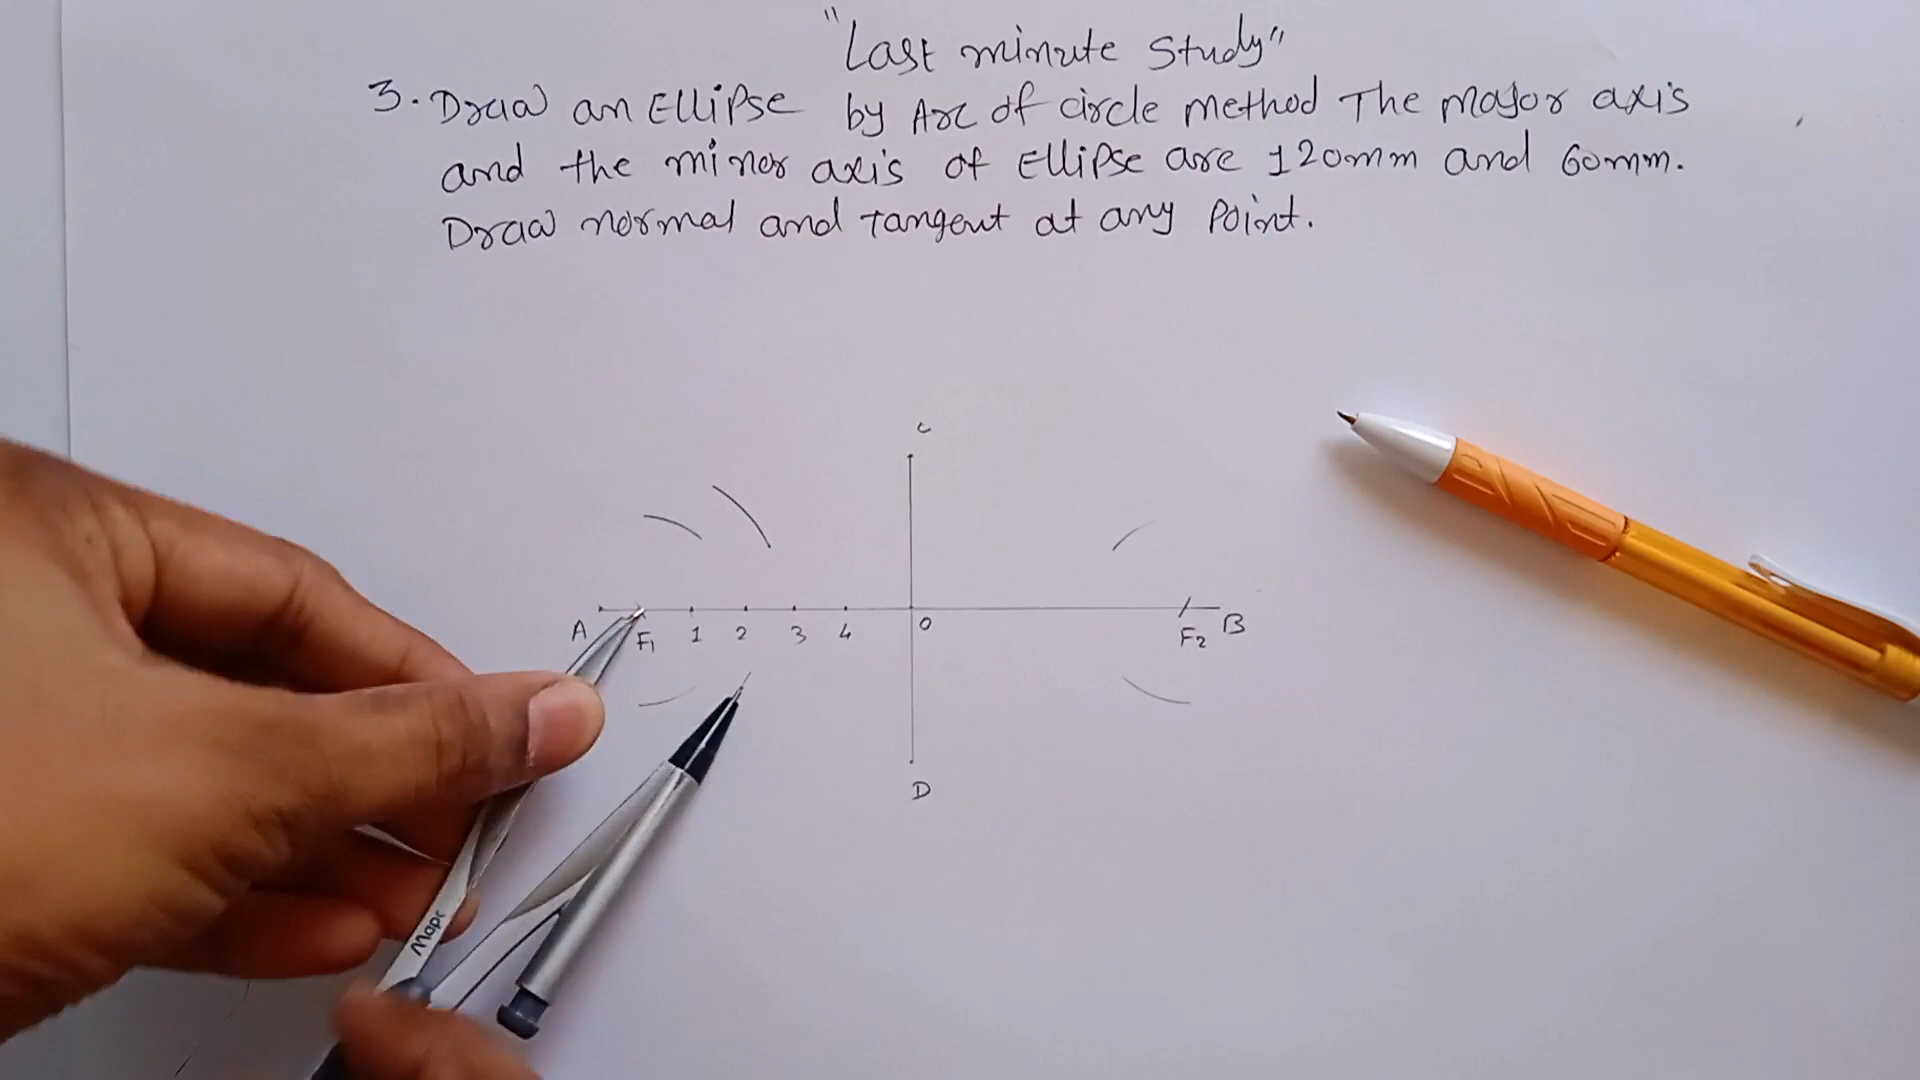 "Last minute Study"
3. Draw an Ellipse by Arc of circle method The major axis
and the minor axis of Ellipse are 120mm and 60mm.
Draw normal and tangent at any Point.
C
A F1 1 2 3 4 O F2 B
D
Map